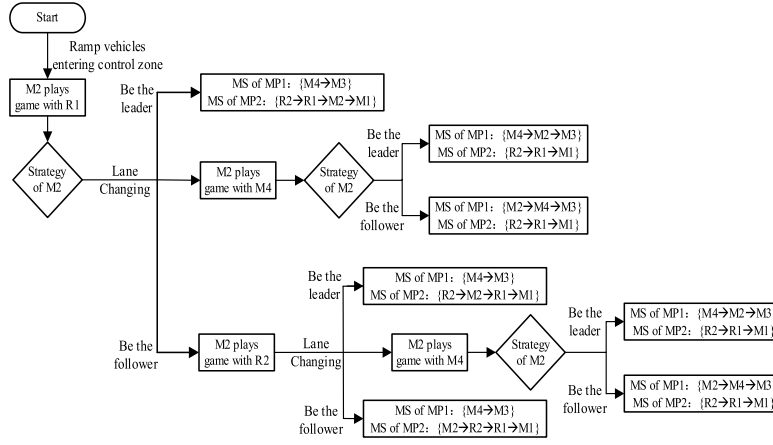 Start
Ramp vehicles
entering control zone
M2 plays
game with R1
Strategy
of M2
Be the
leader
MS of MP1: {M4→M3}
MS of MP2: {R2→R1→M2→M1}
Lane
Changing
M2 plays
game with M4
Strategy
of M2
Be the
leader
MS of MP1: {M4→M2→M3}
MS of MP2: {R2→R1→M1}
Be the
follower
MS of MP1: {M2→M4→M3}
MS of MP2: {R2→R1→M1}
Be the
follower
M2 plays
game with R2
Be the
leader
MS of MP1: {M4→M3}
MS of MP2: {R2→M2→R1→M1}
Lane
Changing
M2 plays
game with M4
Strategy
of M2
Be the
leader
MS of MP1: {M4→M2→M3
MS of MP2: {R2→R1→M1}
Be the
follower
MS of MP1: {M2→M4→M3
MS of MP2: {R2→R1→M1}
Be the
follower
MS of MP1: {M4→M3}
MS of MP2: {M2→R2→R1→M1}